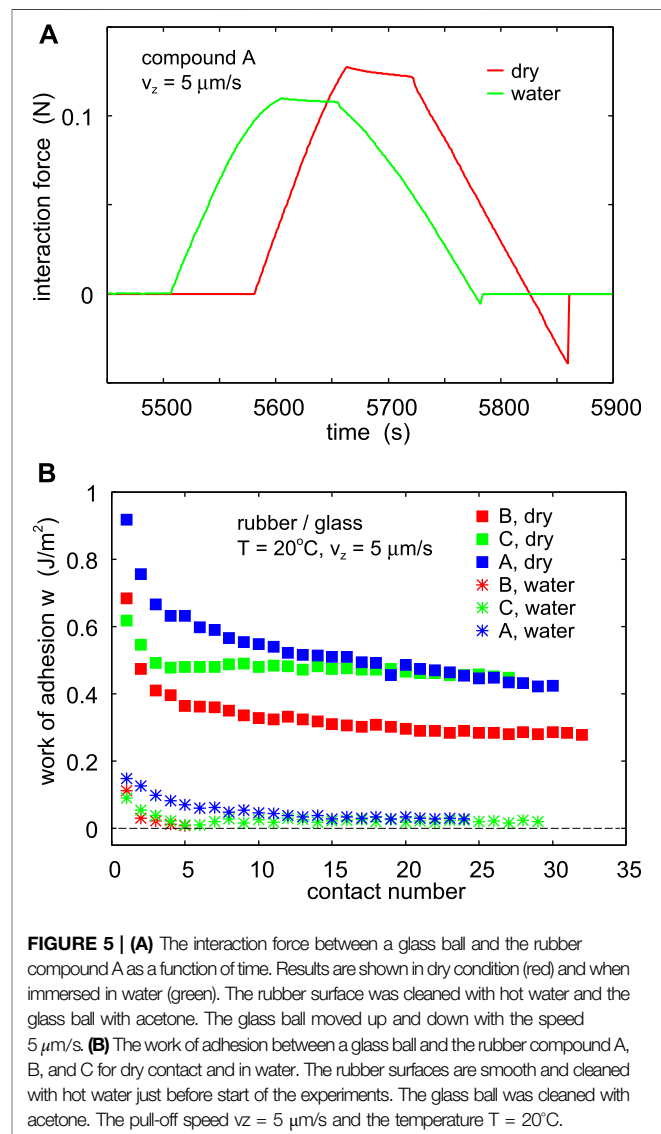 A
compound A
vz = 5 μm/s
dry
water
interaction force (N)
0.1
0
5500 5600 5700 5800 5900
time (s)
B
rubber / glass
T = 20°C, vz = 5 μm/s
B, dry
C, dry
A, dry
B, water
C, water
A, water
work of adhesion w (J/m²)
1
0.8
0.6
0.4
0.2
0
0 5 10 15 20 25 30 35
contact number
FIGURE 5 | (A) The interaction force between a glass ball and the rubber
compound A as a function of time. Results are shown in dry condition (red) and when
immersed in water (green). The rubber surface was cleaned with hot water and the
glass ball with acetone. The glass ball moved up and down with the speed
5 μm/s. (B) The work of adhesion between a glass ball and the rubber compound A,
B, and C for dry contact and in water. The rubber surfaces are smooth and cleaned
with hot water just before start of the experiments. The glass ball was cleaned with
acetone. The pull-off speed vz = 5 μm/s and the temperature T = 20°C.